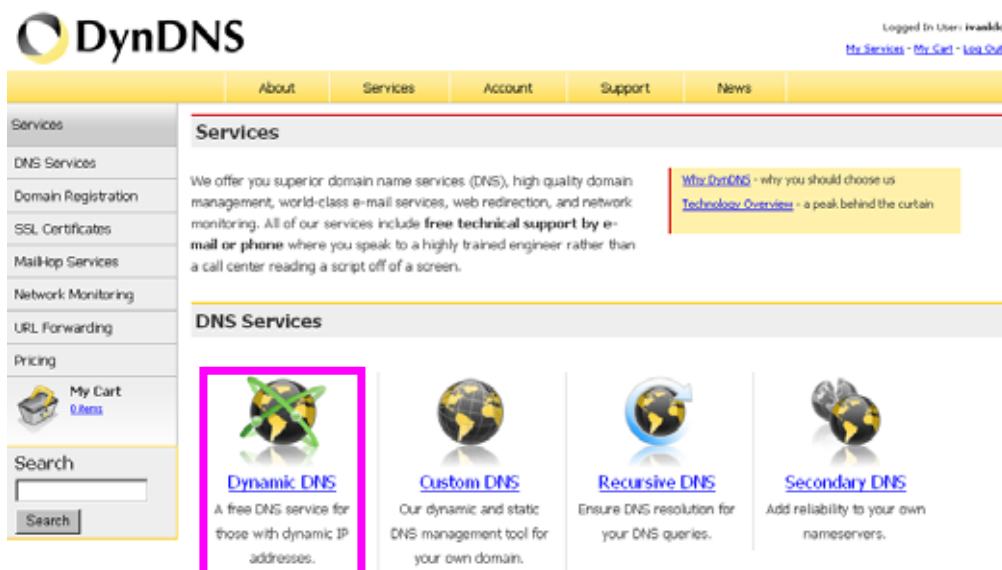 DynDNS
Logged In User:
My Services - My Cart - Log Out
About Services Account Support News
Services
DNS Services
Domain Registration
SSL Certificates
MailHop Services
Network Monitoring
URL Forwarding
Pricing
My Cart
0 items
Search
Search
Services
We offer you superior domain name services (DNS), high quality domain
management, world-class e-mail services, web redirection, and network
monitoring. All of our services include free technical support by e-
mail or phone where you speak to a highly trained engineer rather than
a call center reading a script off of a screen.
Why DynDNS - why you should choose us
Technology Overview - a peak behind the curtain
DNS Services
Dynamic DNS
A free DNS service for
those with dynamic IP
addresses.
Custom DNS
Our dynamic and static
DNS management tool for
your own domain.
Recursive DNS
Ensure DNS resolution for
your DNS queries.
Secondary DNS
Add reliability to your own
nameservers.